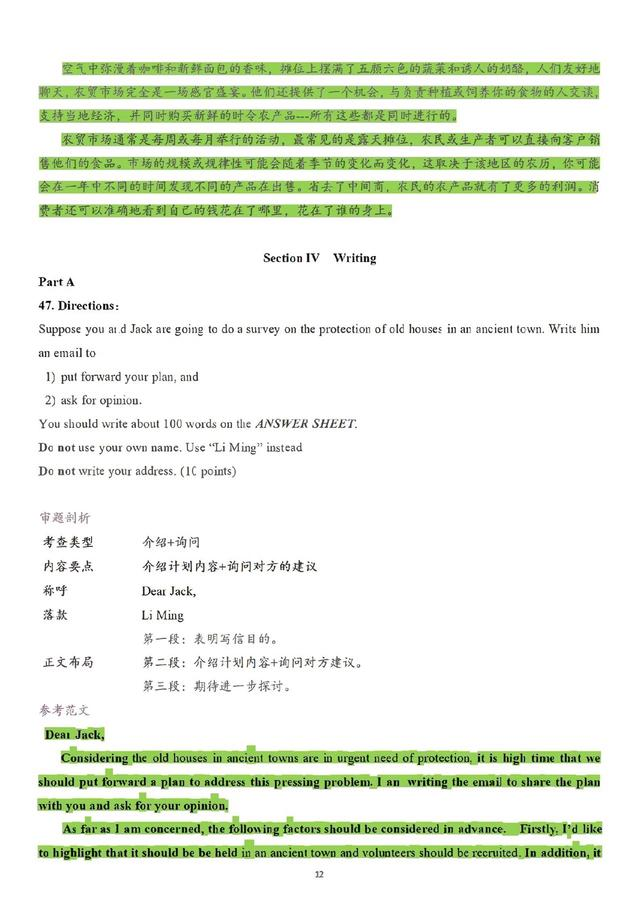 空气中弥漫着咖啡和新鲜面包的香味，摊位上摆满了五颜六色的蔬菜和诱人的奶酪，人们友好地
聊天，农贸市场完全是一场感官盛宴。他们还提供了一个机会，与负责种植或饲养你的食物的人交谈，
支持当地经济，并同时购买新鲜的时令农产品---所有这些都是同时进行的。
农贸市场通常是每周或每月举行的活动，最常见的是露天摊位，农民或生产者可以直接向客户销
售他们的食品。市场的规模或规律性可能会随着季节的变化而变化，这取决于该地区的农历，你可能
会在一年中不同的时间发现不同的产品在出售。省去了中间商，农民的农产品就有了更多的利润。消
费者还可以准确地看到自己的钱花在了哪里，花在了谁的身上。
Section IV Writing
Part A
47. Directions：
Suppose you and Jack are going to do a survey on the protection of old houses in an ancient town. Write him
an email to
1) put forward your plan, and
2) ask for opinion.
You should write about 100 words on the ANSWER SHEET.
Do not use your own name. Use “Li Ming” instead
Do not write your address. (10 points)
审题剖析
考查类型 介绍+询问
内容要点 介绍计划内容+询问对方的建议
称呼 Dear Jack,
落款 Li Ming
第一段：表明写信目的。
正文布局 第二段：介绍计划内容+询问对方建议。
第三段：期待进一步探讨。
参考范文
Dear Jack,
Considering the old houses in ancient towns are in urgent need of protection, it is high time that we
should put forward a plan to address this pressing problem. I am writing the email to share the plan
with you and ask for your opinion.
As far as I am concerned, the following factors should be considered in advance. Firstly, I’d like
to highlight that it should be be held in an ancient town and volunteers should be recruited. In addition, it
12